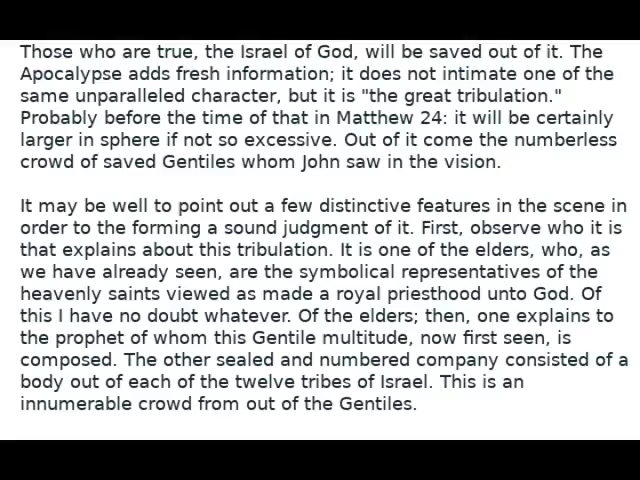 Those who are true, the Israel of God, will be saved out of it. The
Apocalypse adds fresh information; it does not intimate one of the
same unparalleled character, but it is "the great tribulation."
Probably before the time of that in Matthew 24: it will be certainly
larger in sphere if not so excessive. Out of it come the numberless
crowd of saved Gentiles whom John saw in the vision.
It may be well to point out a few distinctive features in the scene in
order to the forming a sound judgment of it. First, observe who it is
that explains about this tribulation. It is one of the elders, who, as
we have already seen, are the symbolical representatives of the
heavenly saints viewed as made a royal priesthood unto God. Of
this I have no doubt whatever. Of the elders; then, one explains to
the prophet of whom this Gentile multitude, now first seen, is
composed. The other sealed and numbered company consisted of a
body out of each of the twelve tribes of Israel. This is an
innumerable crowd from out of the Gentiles.